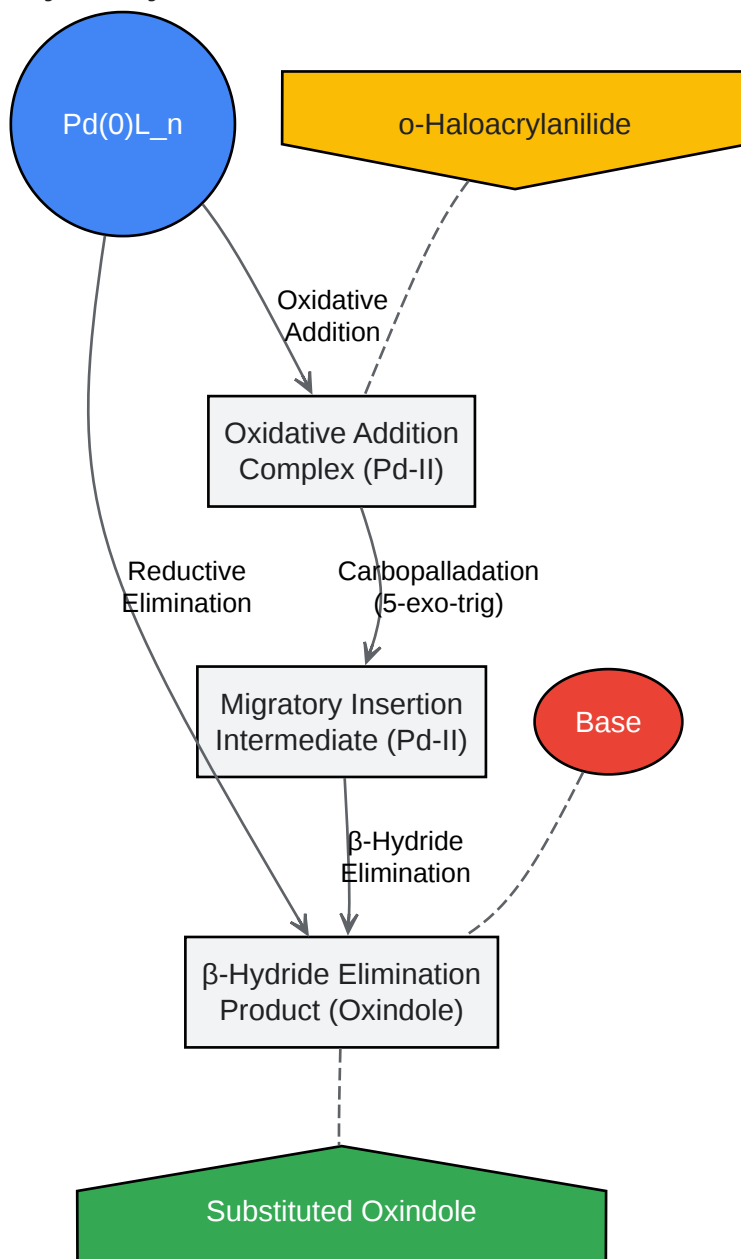 Pd(0)L_n
o-Haloacrylanilide
Oxidative
Addition
Oxidative Addition
Complex (Pd-II)
Reductive
Elimination
Carbopalladation
(5-exo-trig)
Migratory Insertion
Intermediate (Pd-II)
Base
β-Hydride
Elimination
β-Hydride Elimination
Product (Oxindole)
Substituted Oxindole